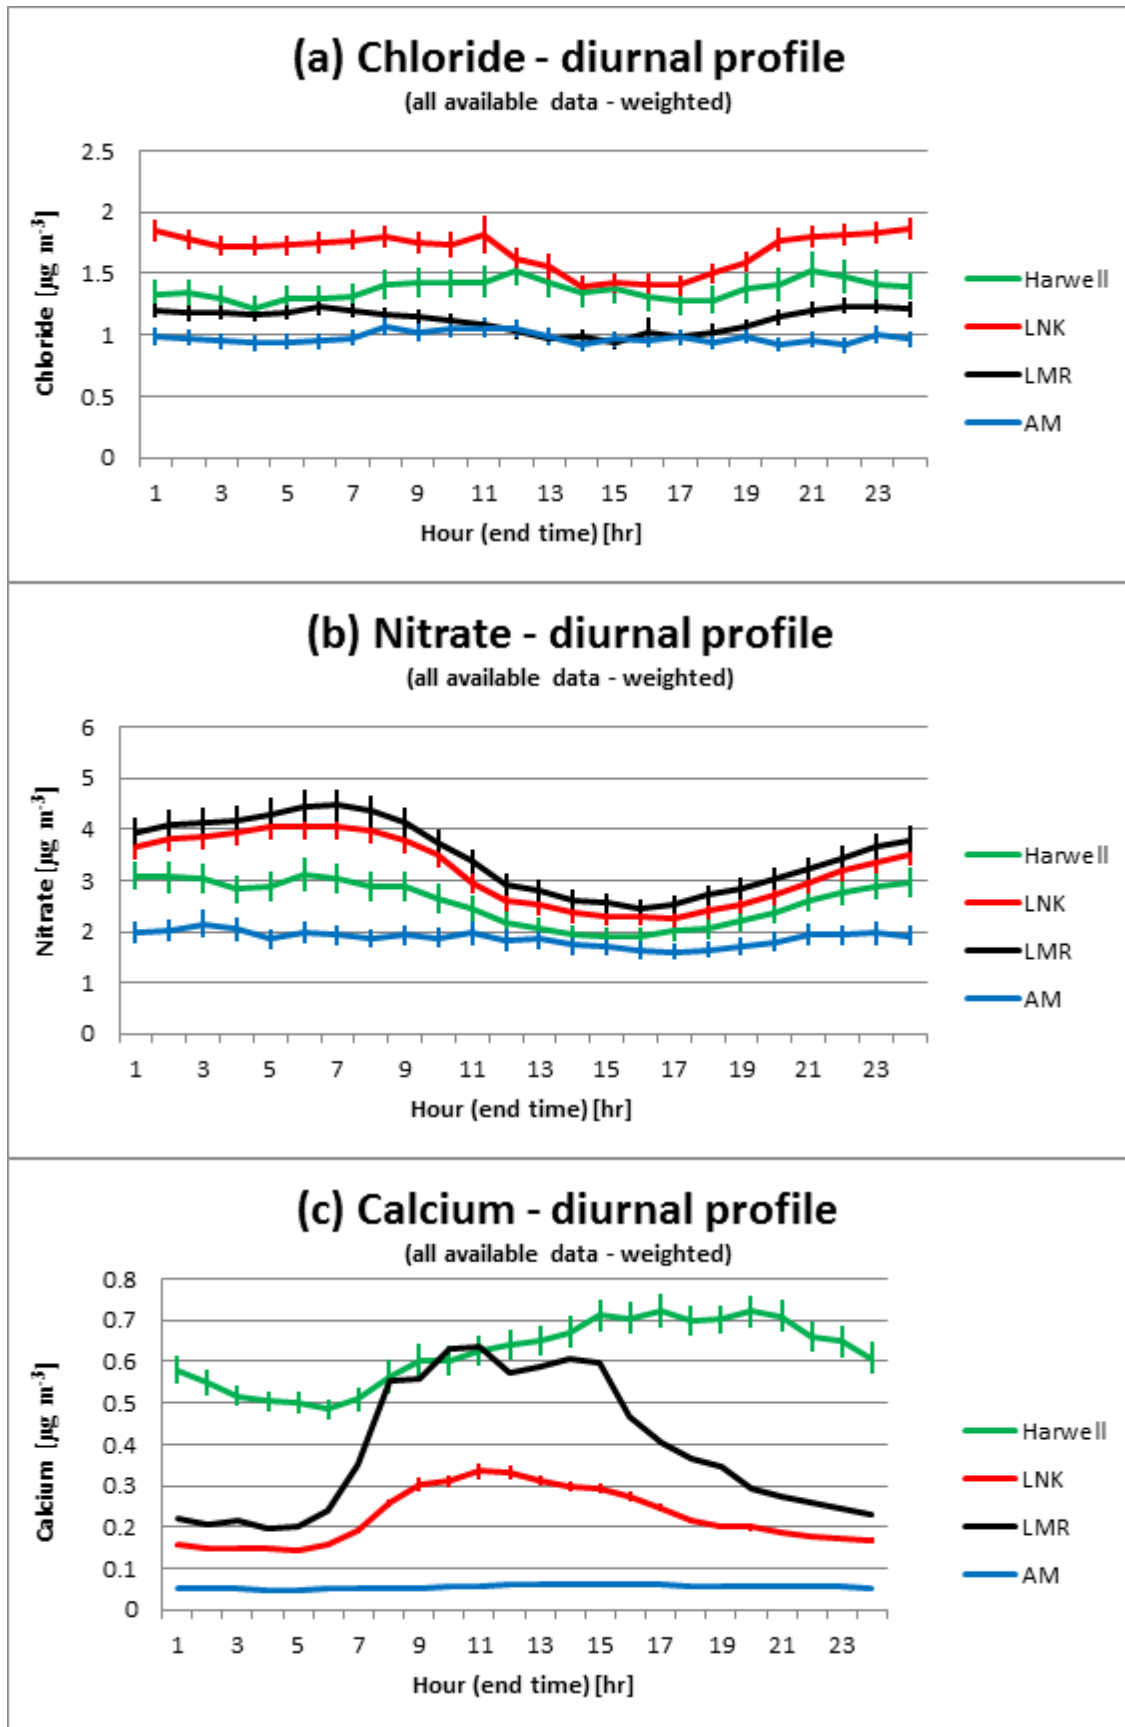 (a) Chloride - diurnal profile
(all available data - weighted)
2.5
2
1.5
1
0.5
0
Chloride [µg m-3]
1 3 5 7 9 11 13 15 17 19 21 23
Hour (end time) [hr]
Harwell
LNK
LMR
AM
(b) Nitrate - diurnal profile
(all available data - weighted)
6
5
4
3
2
1
0
Nitrate [µg m-3]
1 3 5 7 9 11 13 15 17 19 21 23
Hour (end time) [hr]
Harwell
LNK
LMR
AM
(c) Calcium - diurnal profile
(all available data - weighted)
0.8
0.7
0.6
0.5
0.4
0.3
0.2
0.1
0
Calcium [µg m-3]
1 3 5 7 9 11 13 15 17 19 21 23
Hour (end time) [hr]
Harwell
LNK
LMR
AM